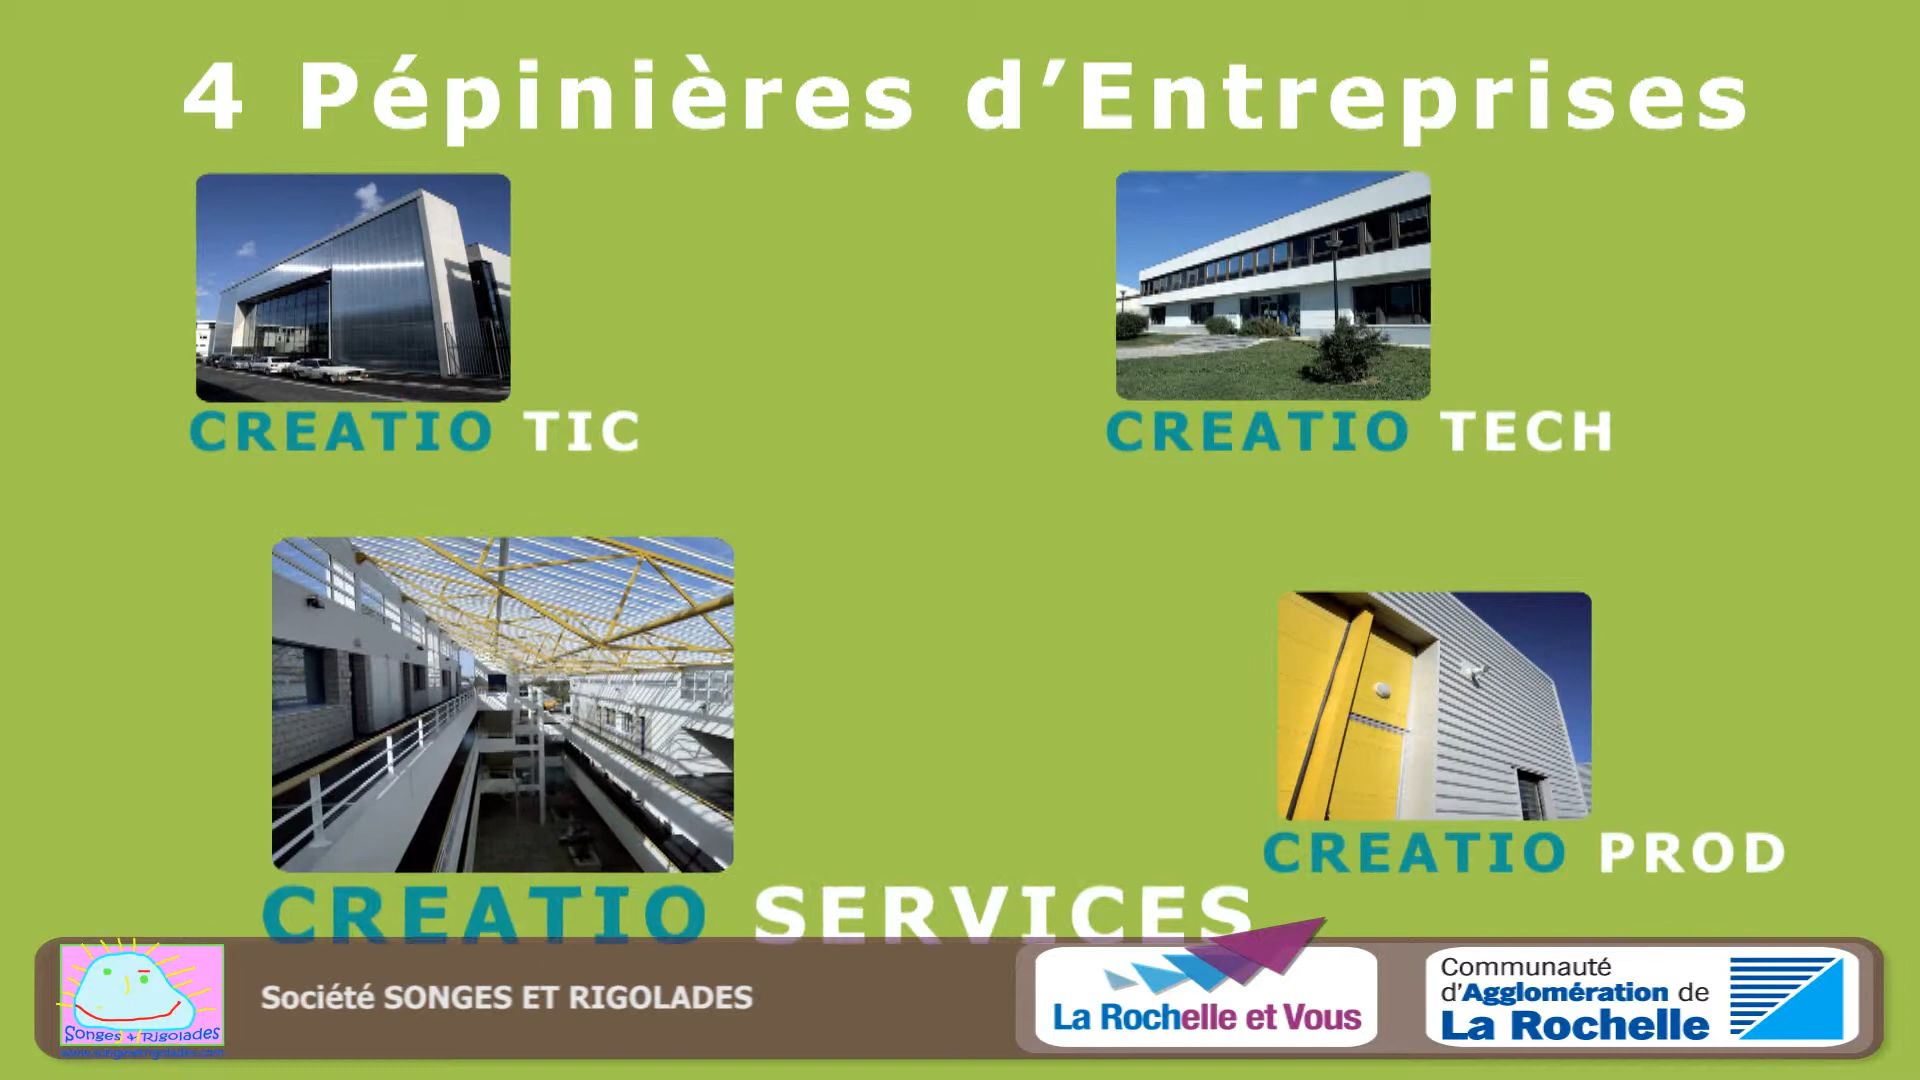 4 Pépinières d’Entreprises
CREATIO TIC
CREATIO TECH
CREATIO SERVICES
CREATIO PROD
Songes & Rigolades
Société SONGES ET RIGOLADES
La Rochelle et Vous
Communauté
d'Agglomération de
La Rochelle